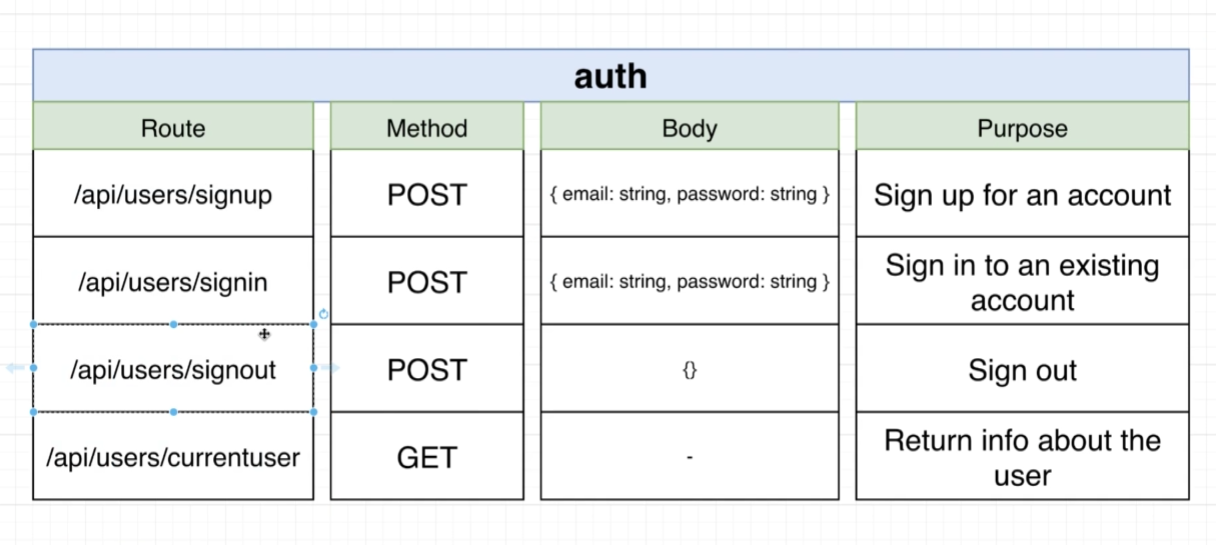 auth
Route
Method
Body
Purpose
/api/users/signup
POST
{ email: string, password: string }
Sign up for an account
/api/users/signin
POST
{ email: string, password: string }
Sign in to an existing
account
/api/users/signout
POST
{}
Sign out
/api/users/currentuser
GET
-
Return info about the
user